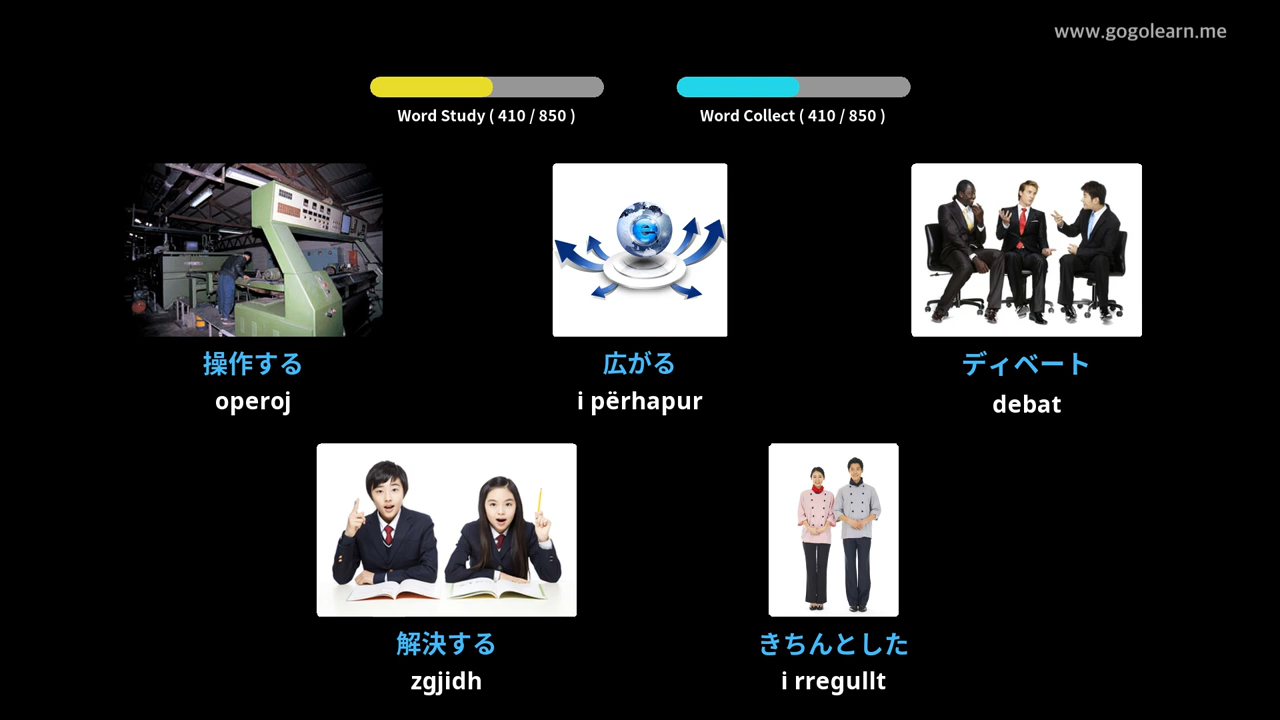 www.gogolearn.me
Word Study ( 410 / 850 )
Word Collect ( 410 / 850 )
e
操作する
operoj
広がる
i përhapur
ディベート
debat
解決する
zgjidh
きちんとした
i rregullt